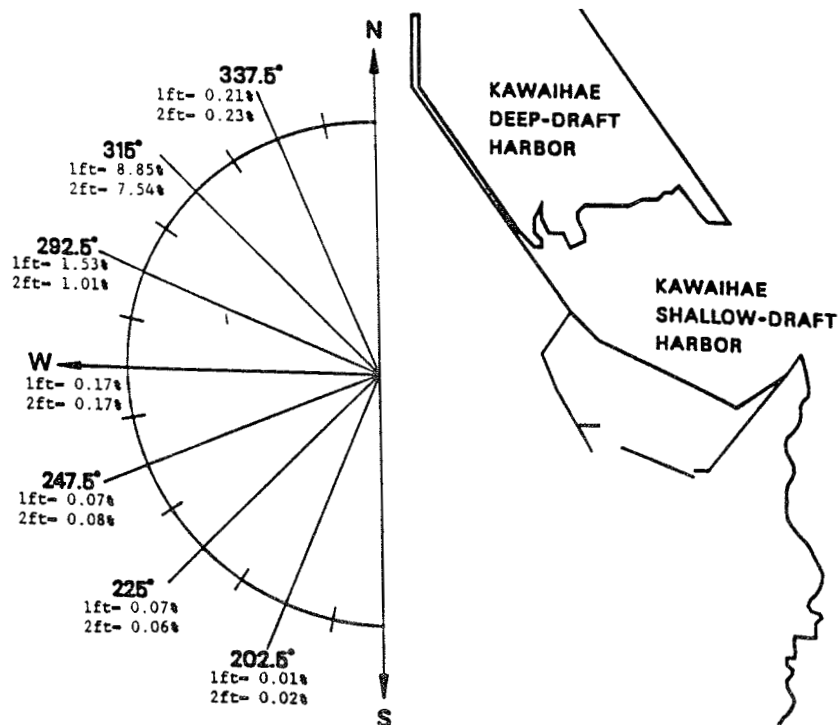 N
337.5°
1ft= 0.21%
2ft= 0.23%
315°
1ft= 8.85%
2ft= 7.54%
292.5°
1ft= 1.53%
2ft= 1.01%
W
1ft= 0.17%
2ft= 0.17%
247.5°
1ft= 0.07%
2ft= 0.08%
225°
1ft= 0.07%
2ft= 0.06%
202.5°
1ft= 0.01%
2ft= 0.02%
S
KAWAIHAE
DEEP-DRAFT
HARBOR
KAWAIHAE
SHALLOW-DRAFT
HARBOR